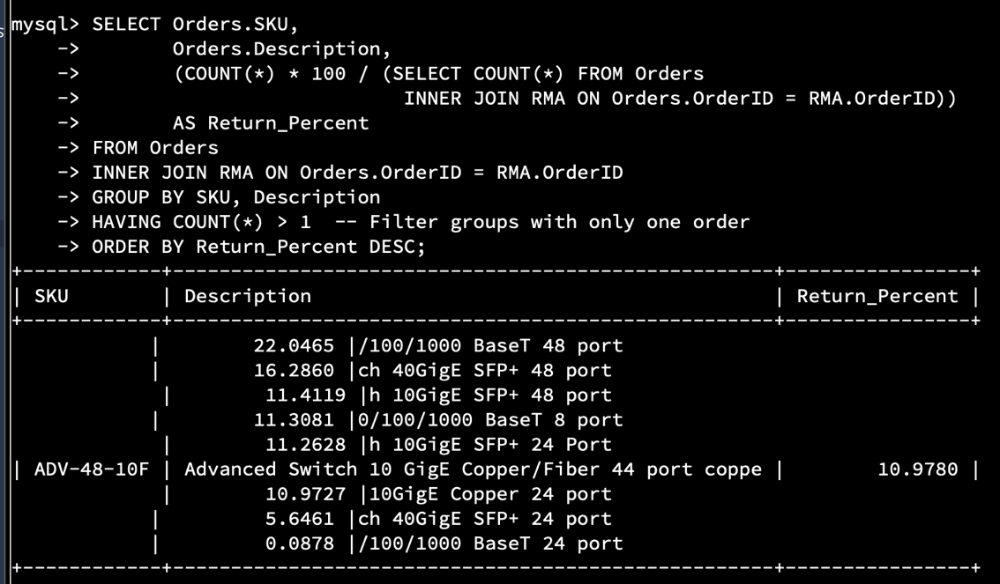 mysql> SELECT Orders.SKU,
    ->        Orders.Description,
    ->        (COUNT(*) * 100 / (SELECT COUNT(*) FROM Orders
    ->                            INNER JOIN RMA ON Orders.OrderID = RMA.OrderID))
    ->        AS Return_Percent
    -> FROM Orders
    -> INNER JOIN RMA ON Orders.OrderID = RMA.OrderID
    -> GROUP BY SKU, Description
    -> HAVING COUNT(*) > 1  -- Filter groups with only one order
    -> ORDER BY Return_Percent DESC;
+------------+-----------------------------------------------------+----------------+
| SKU        | Description                                         | Return_Percent |
+------------+-----------------------------------------------------+----------------+
            |        22.0465 |/100/1000 BaseT 48 port
            |        16.2860 |ch 40GigE SFP+ 48 port
             |        11.4119 |h 10GigE SFP+ 48 port
            |        11.3081 |0/100/1000 BaseT 8 port
             |        11.2628 |h 10GigE SFP+ 24 Port
| ADV-48-10F | Advanced Switch 10 GigE Copper/Fiber 44 port coppe |        10.9780 |
             |        10.9727 |10GigE Copper 24 port
            |         5.6461 |ch 40GigE SFP+ 24 port
            |         0.0878 |/100/1000 BaseT 24 port
+------------+-----------------------------------------------------+----------------+